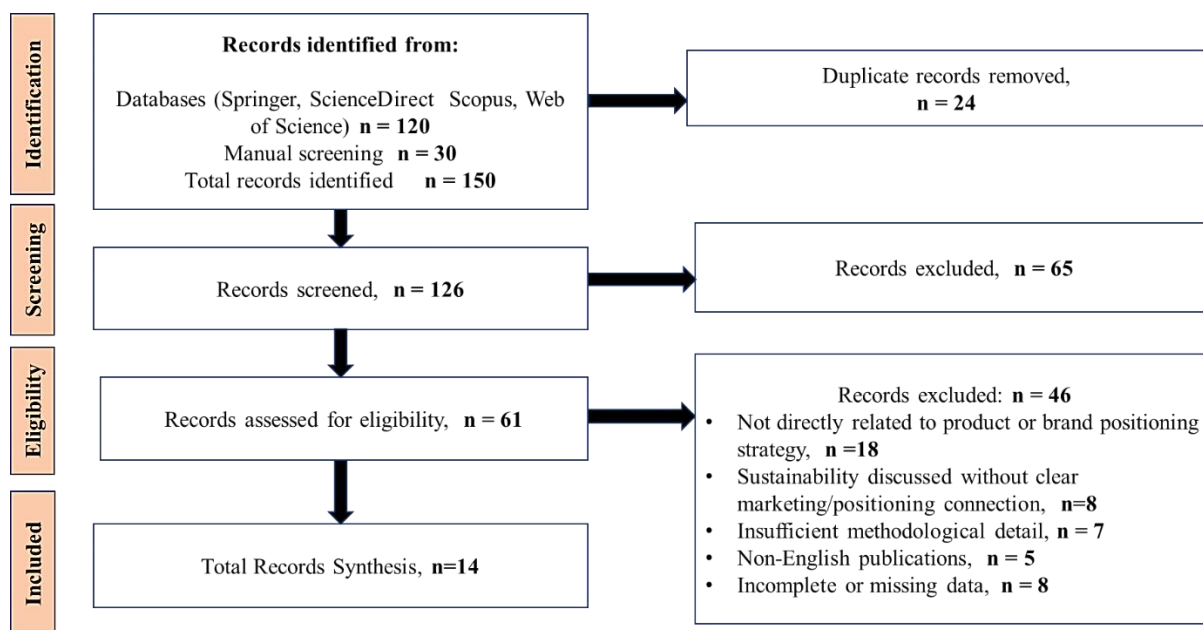 Identification
Records identified from:
Databases (Springer, ScienceDirect Scopus, Web
of Science) n = 120
Manual screening n = 30
Total records identified n = 150
Duplicate records removed,
n = 24
Screening
Records screened, n = 126
Records excluded, n = 65
Eligibility
Records assessed for eligibility, n = 61
Records excluded: n = 46
• Not directly related to product or brand positioning
strategy, n =18
• Sustainability discussed without clear
marketing/positioning connection, n=8
• Insufficient methodological detail, n = 7
• Non-English publications, n = 5
• Incomplete or missing data, n = 8
Included
Total Records Synthesis, n=14